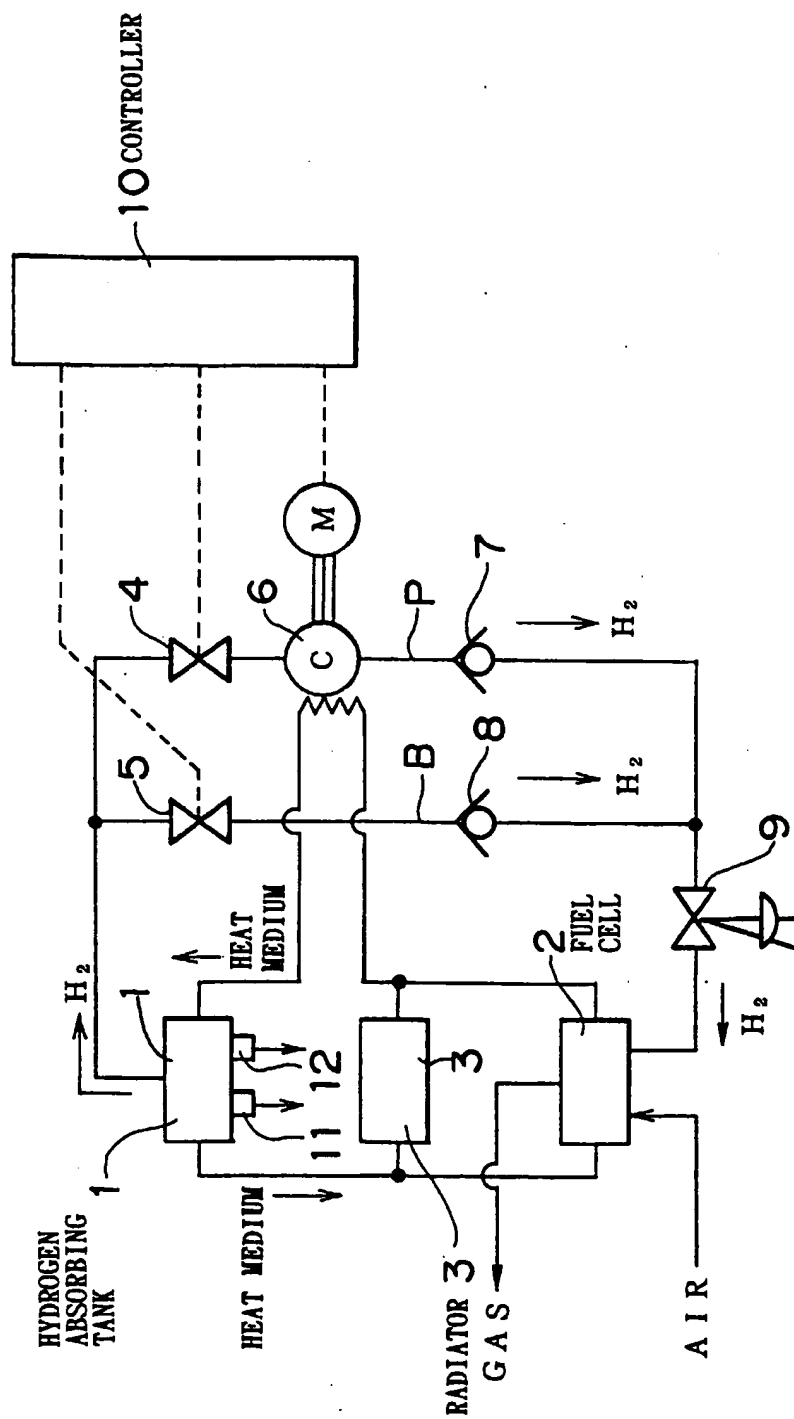 10 CONTROLLER
4
5
6
C
M
P
7
H₂
B
8
H₂
9
H₂
H₂
HEAT
MEDIUM
1
1
12
11
HYDROGEN
ABSORBING
TANK
HEAT MEDIUM
3
RADIATOR 3
2
FUEL
CELL
GAS
AIR